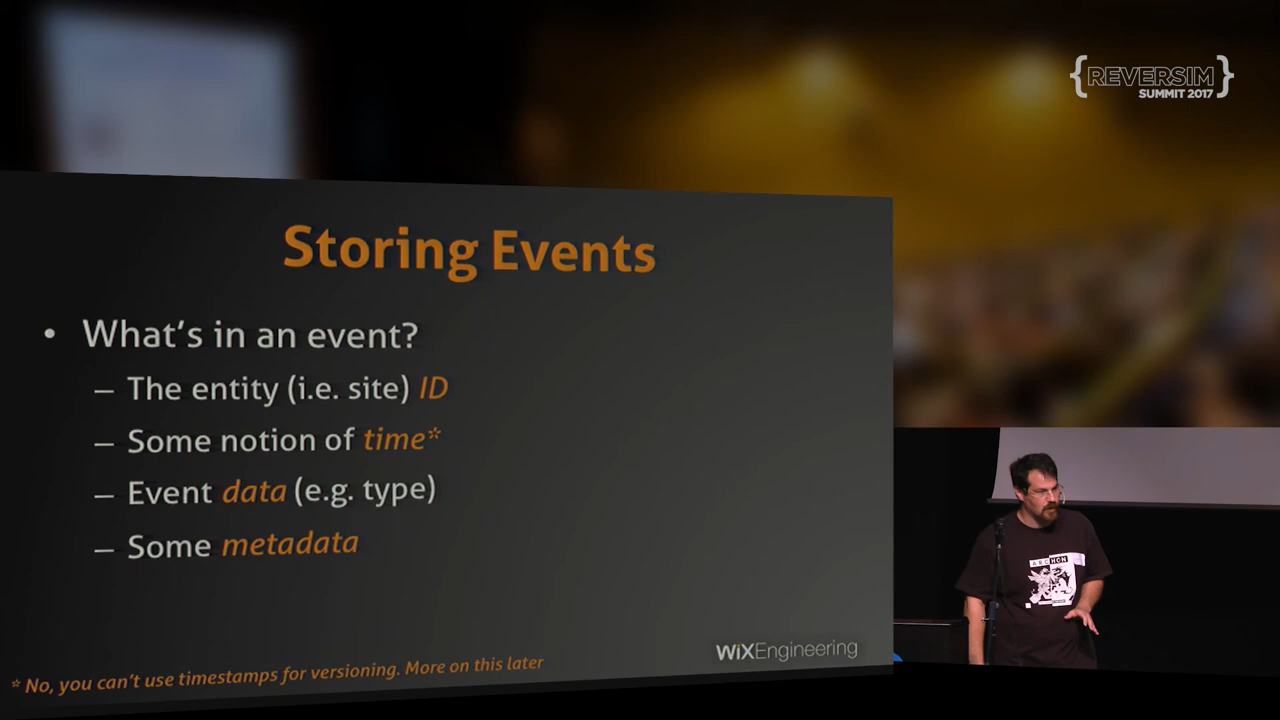 {REVERSIM}
SUMMIT 2017
Storing Events
• What's in an event?
– The entity (i.e. site) ID
– Some notion of time*
– Event data (e.g. type)
– Some metadata
WiXEngineering
* No, you can't use timestamps for versioning. More on this later
ARCHON